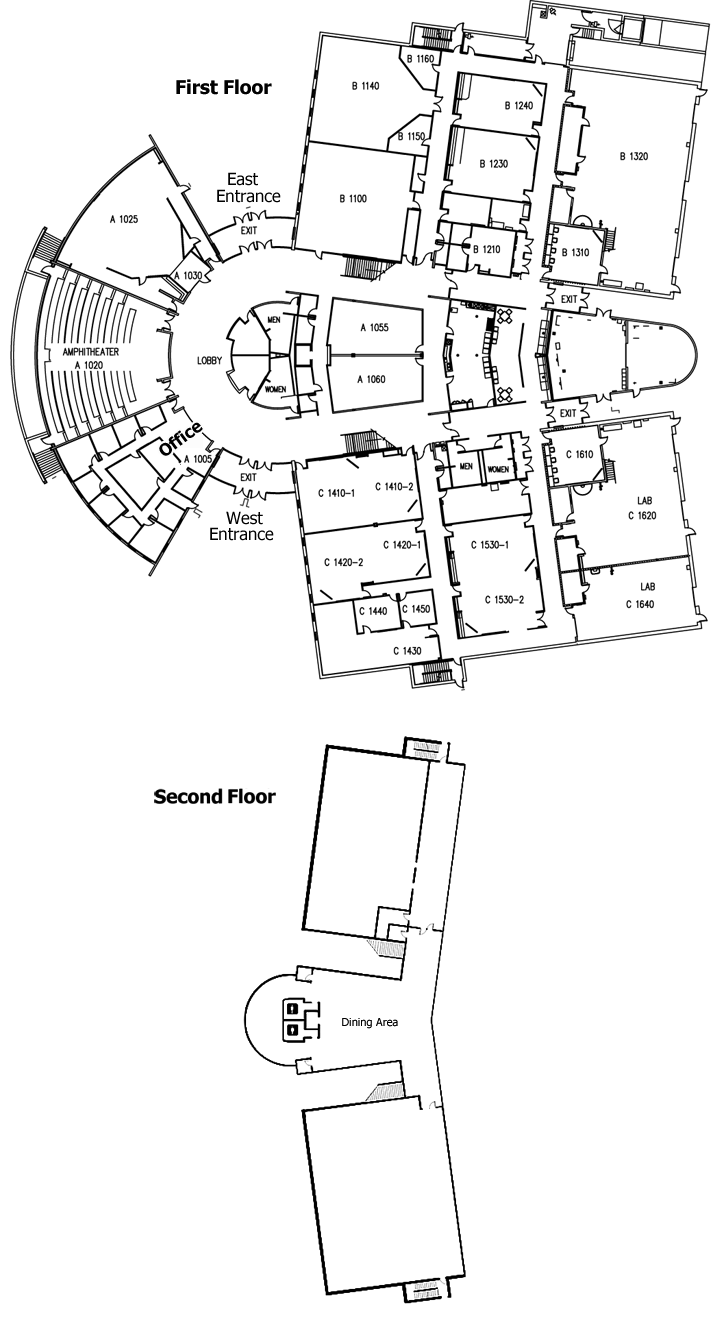 First Floor
B 1160
B 1140
B 1240
B 1150
B 1320
B 1230
East
Entrance
B 1100
A 1025
EXIT
B 1210
B 1310
A 1030
EXIT
MEN
A 1055
AMPHITHEATER
A 1020
LOBBY
A 1060
WOMEN
EXIT
Office
A 1005
C 1610
MEN
WOMEN
EXIT
C 1410-1
C 1410-2
LAB
C 1620
West
Entrance
C 1420-1
C 1530-1
C 1420-2
LAB
C 1640
C 1530-2
C 1440
C 1450
C 1430
Second Floor
Dining Area